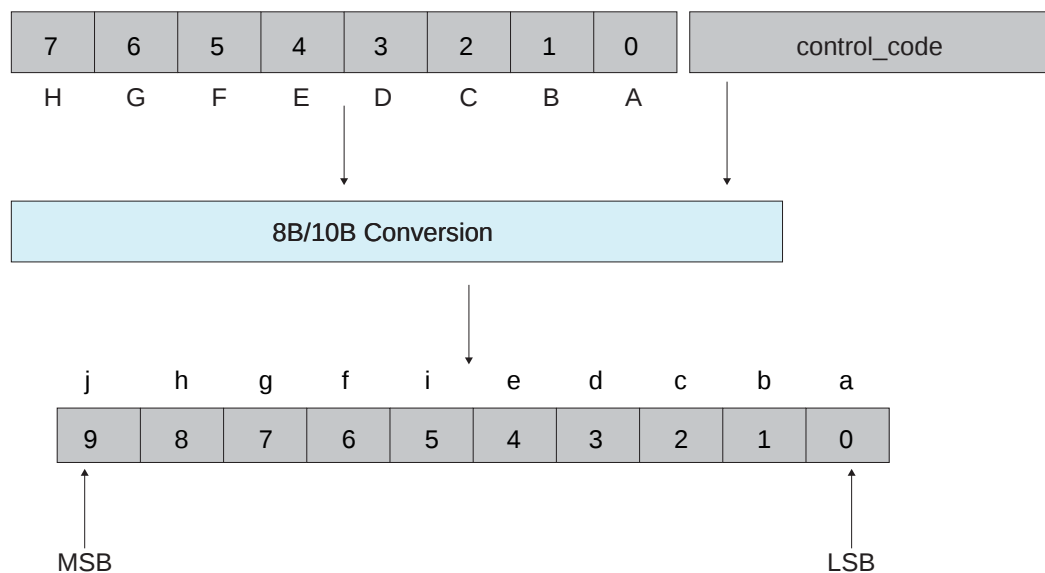 7 6 5 4 3 2 1 0 control_code
H G F E D C B A
8B/10B Conversion
j h g f i e d c b a
9 8 7 6 5 4 3 2 1 0
MSB LSB